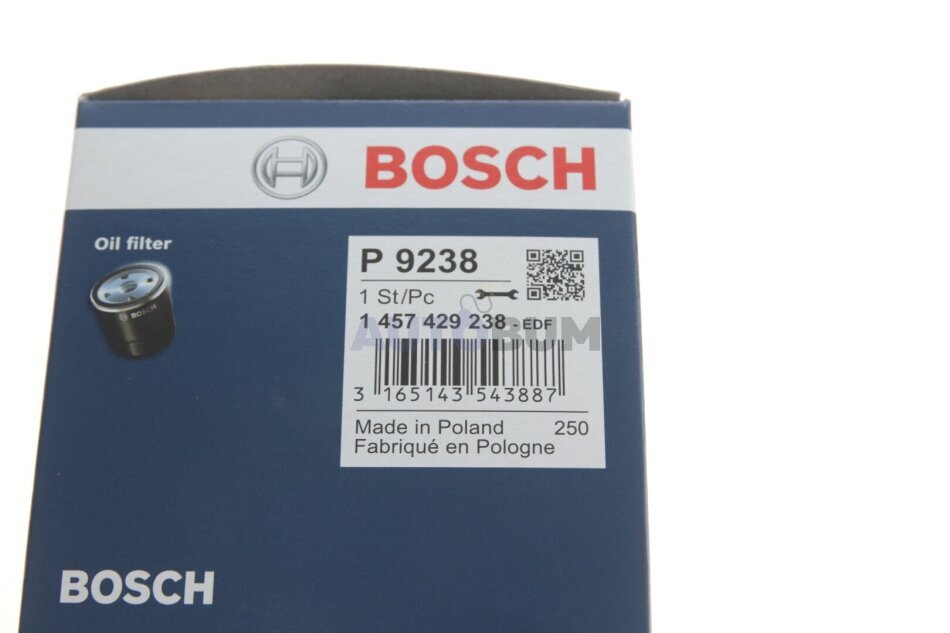 BOSCH
Oil filter
BOSCH
P 9238
1 St/Pc
1 457 429 238 - EDF
AUTOBUM
3 165143 543887
Made in Poland 250
Fabriqué en Pologne
BOSCH